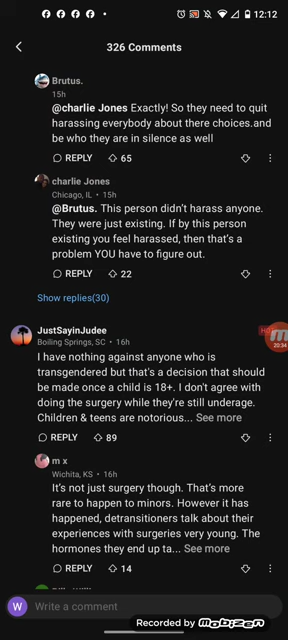 12:12
326 Comments
Brutus.
15h
@charlie Jones Exactly! So they need to quit
harassing everybody about there choices.and
be who they are in silence as well
REPLY 65
charlie Jones
Chicago, IL • 15h
@Brutus. This person didn't harass anyone.
They were just existing. If by this person
existing you feel harassed, then that's a
problem YOU have to figure out.
REPLY 22
Show replies(30)
JustSayinJudee
Boiling Springs, SC • 16h
I have nothing against anyone who is
transgendered but that's a decision that should
be made once a child is 18+. I don't agree with
doing the surgery while they're still underage.
Children & teens are notorious... See more
REPLY 89
20:34
m x
Wichita, KS • 16h
It's not just surgery though. That's more
rare to happen to minors. However it has
happened, detransitioners talk about their
experiences with surgeries very young. The
hormones they end up ta... See more
REPLY 14
W Write a comment
Recorded by mobizen